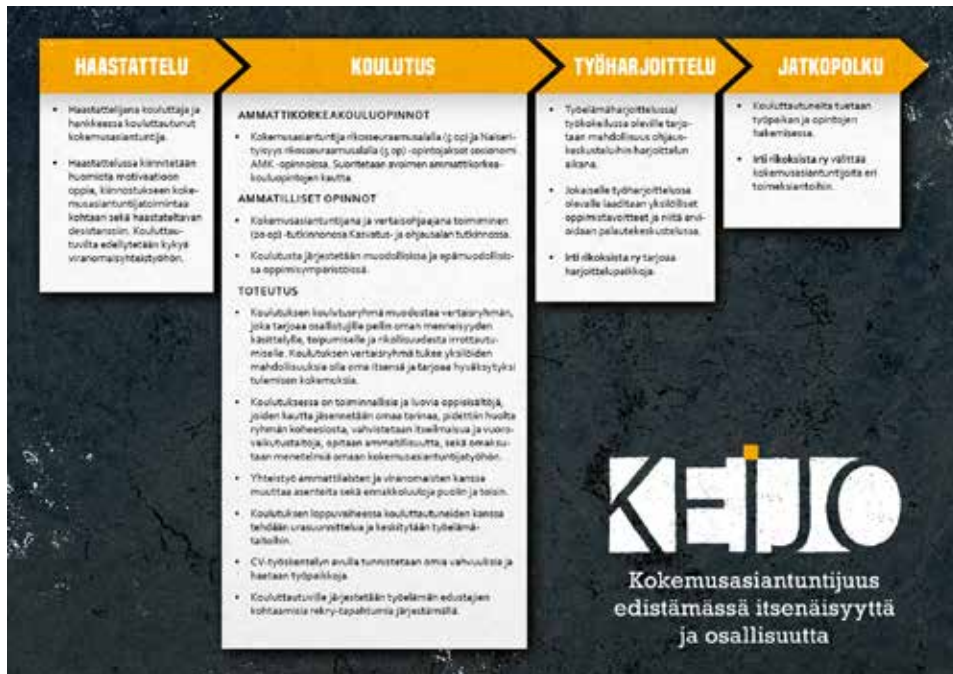 HAASTATTELU
• Haastattelijana kouluttaja ja
hankkeessa kouluttautunut
kokemusasiantuntija.
• Haastattelussa kiinnitetään
huomiota motivaatioon
oppia, kiinnostukseen koke-
musasiantuntijatoimintaa
kohtaan sekä haastateltavan
desistanssiin. Kouluttau-
tuvilta edellytetään kykyä
viranomaisyhteistyöhön.
KOULUTUS
AMMATTIKORKEAKOULUOPINNOT
• Kokemusasiantuntija rikosseuraamusalalla (5 op) ja Naiseri-
tyisyys rikosseuraamusalalla (5 op) -opintojaksot sosionomi
AMK -opinnoissa. Suoritetaan avoimen ammattikorkea-
kouluopintojen kautta.
AMMATILLISET OPINNOT
• Kokemusasiantuntijana ja vertaisohjaajana toimiminen
(20 op) -tutkinnonosa Kasvatus- ja ohjausalan tutkinnossa.
• Koulutusta järjestetään muodollisissa ja epämuodollisis-
sa oppimisympäristöissä.
TOTEUTUS
• Koulutuksen koulutusryhmä muodostaa vertaisryhmän,
joka tarjoaa osallistujille peilin oman menneisyyden
käsittelylle, toipumiselle ja rikollisuudesta irrottautu-
miselle. Koulutuksen vertaisryhmä tukee yksilöiden
mahdollisuuksia olla oma itsensä ja tarjoaa hyväksytyksi
tulemisen kokemuksia.
• Koulutuksessa on toiminnallisia ja luovia oppisisältöjä,
joiden kautta jäsennetään omaa tarinaa, pidettiin huolta
ryhmän koheesiosta, vahvistetaan itseilmaisua ja vuoro-
vaikutustaitoja, opitaan ammatillisuutta, sekä omaksu-
taan menetelmiä omaan kokemusasiantuntijatyöhön.
• Yhteistyö ammattilaisten ja viranomaisten kanssa
muuttaa asenteita sekä ennakkoluuloja puolin ja toisin.
• Koulutuksen loppuvaiheessa kouluttautuneiden kanssa
tehdään urasuunnittelua ja keskitytään työelämä-
taitoihin.
• CV-työskentelyn avulla tunnistetaan omia vahvuuksia ja
haetaan työpaikkoja.
• Kouluttautuville järjestetään työelämän edustajien
kohtaamisia rekry-tapahtumia järjestämällä.
TYÖHARJOITTELU
• Työelämäharjoittelussa/
työkokeilussa oleville tarjo-
taan mahdollisuus ohjaus-
keskusteluihin harjoittelun
aikana.
• Jokaiselle työharjoittelussa
olevalle laaditaan yksilölliset
oppimistavoitteet ja niitä arvi-
oidaan palautekeskustelussa.
• Irti rikoksista ry tarjoaa
harjoittelupaikkoja.
JATKOPOLKU
• Kouluttautuneita tuetaan
työpaikan ja opintojen
hakemisessa.
• Irti rikoksista ry välittää
kokemusasiantuntijoita eri
toimeksiantoihin.
KEIJO
Kokemusasiantuntijuus
edistämässä itsenäisyyttä
ja osallisuutta